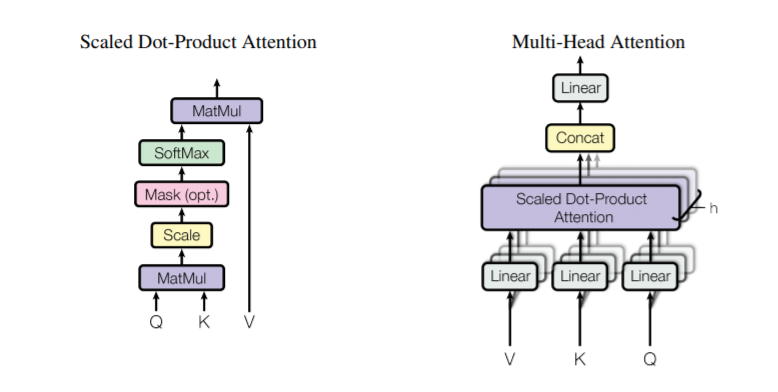 Scaled Dot-Product Attention
MatMul
SoftMax
Mask (opt.)
Scale
MatMul
Q K V
Multi-Head Attention
Linear
Concat
Scaled Dot-Product
Attention
h
Linear Linear Linear
V K Q